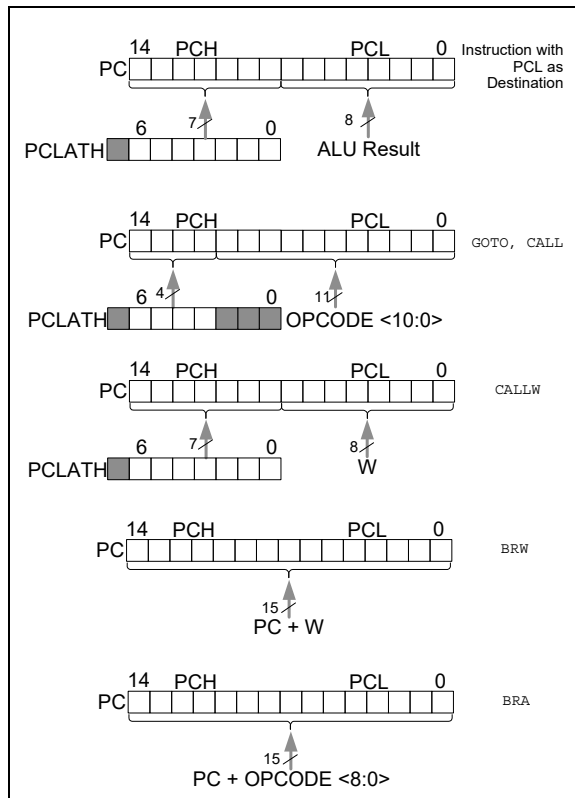 14 PCH PCL 0 Instruction with
PC PCL as
Destination
7 8
6 0
PCLATH ALU Result
14 PCH PCL 0
PC GOTO, CALL
4 11
6 0
PCLATH OPCODE <10:0>
14 PCH PCL 0
PC CALLW
7 8
6 0
PCLATH W
14 PCH PCL 0
PC BRW
15
PC + W
14 PCH PCL 0
PC BRA
15
PC + OPCODE <8:0>